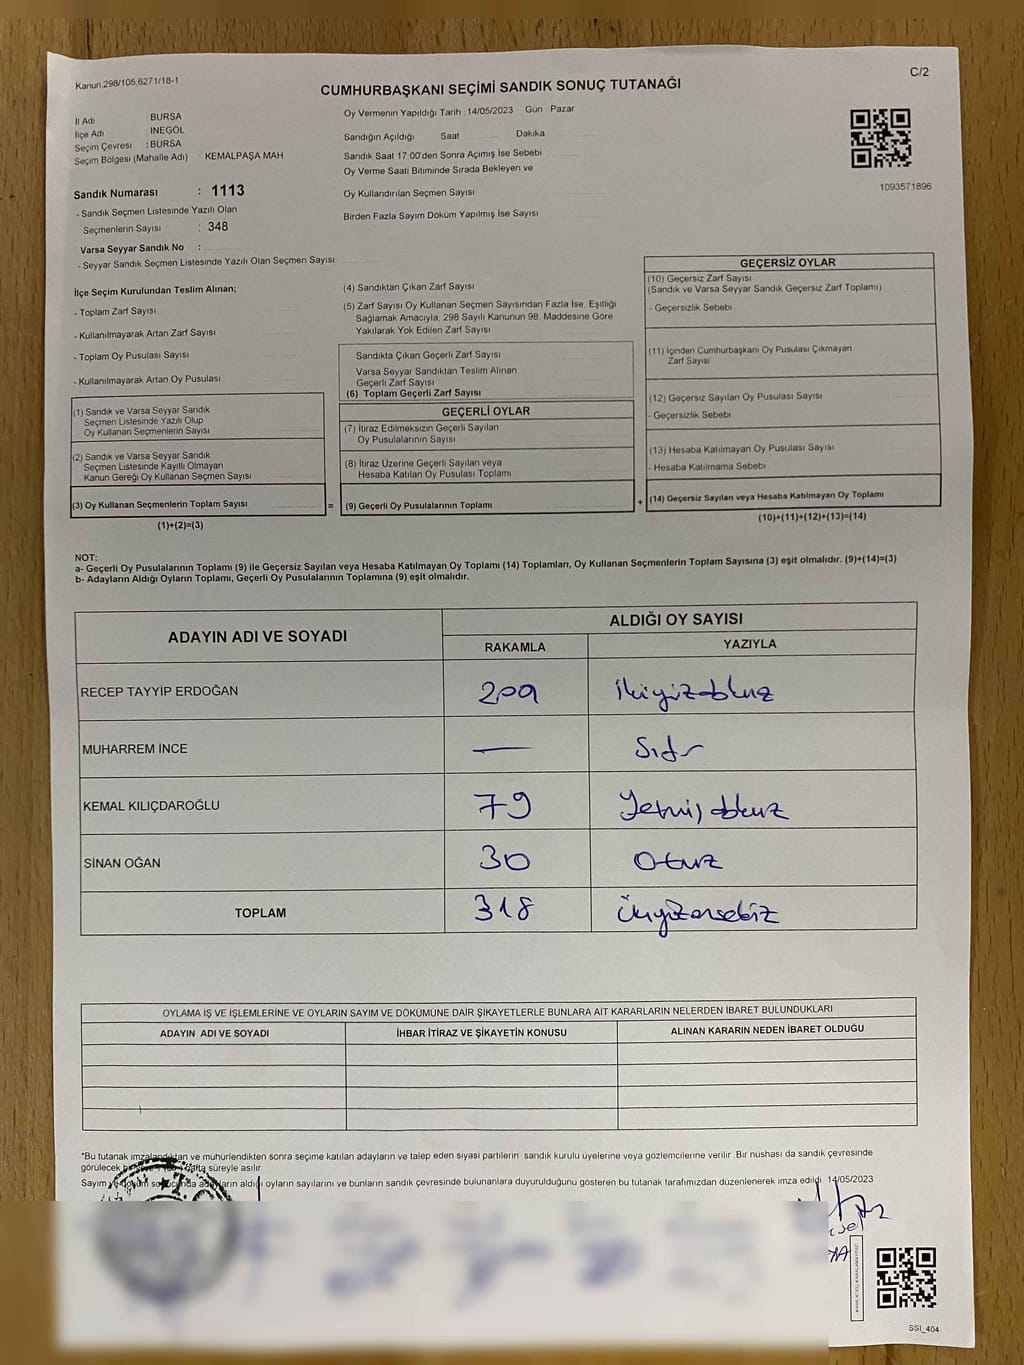 Kanun:298/105,6271/18-1
C/2
CUMHURBAŞKANI SEÇİMİ SANDIK SONUÇ TUTANAĞI
İl Adı BURSA
İlçe Adı İNEGÖL
Seçim Çevresi : BURSA
Seçim Bölgesi (Mahalle Adı) KEMALPAŞA MAH
Sandık Numarası : 1113
- Sandık Seçmen Listesinde Yazılı Olan
Seçmenlerin Sayısı : 348
Varsa Seyyar Sandık No :
- Seyyar Sandık Seçmen Listesinde Yazılı Olan Seçmen Sayısı:
Oy Vermenin Yapıldığı Tarih : 14/05/2023 Gün : Pazar
Sandığın Açıldığı Saat Dakika
Sandık Saat 17:00'den Sonra Açılmış İse Sebebi
Oy Verme Saati Bitiminde Sırada Bekleyen ve
Oy Kullandırılan Seçmen Sayısı
Birden Fazla Sayım Döküm Yapılmış İse Sayısı
1093571896
İlçe Seçim Kurulundan Teslim Alınan;
- Toplam Zarf Sayısı
- Kullanılmayarak Artan Zarf Sayısı
- Toplam Oy Pusulası Sayısı
- Kullanılmayarak Artan Oy Pusulası
(1) Sandık ve Varsa Seyyar Sandık
Seçmen Listesinde Yazılı Olup
Oy Kullanan Seçmenlerin Sayısı
(2) Sandık ve Varsa Seyyar Sandık
Seçmen Listesinde Kayıtlı Olmayan
Kanun Gereği Oy Kullanan Seçmen Sayısı
(3) Oy Kullanan Seçmenlerin Toplam Sayısı =
(1)+(2)=(3)
(4) Sandıktan Çıkan Zarf Sayısı
(5) Zarf Sayısı Oy Kullanan Seçmen Sayısından Fazla İse, Eşitliği
Sağlamak Amacıyla, 298 Sayılı Kanunun 98. Maddesine Göre
Yakılarak Yok Edilen Zarf Sayısı
Sandıkta Çıkan Geçerli Zarf Sayısı
Varsa Seyyar Sandıktan Teslim Alınan
Geçerli Zarf Sayısı
(6) Toplam Geçerli Zarf Sayısı
GEÇERLİ OYLAR
(7) İtiraz Edilmeksizin Geçerli Sayılan
Oy Pusulalarının Sayısı
(8) İtiraz Üzerine Geçerli Sayılan veya
Hesaba Katılan Oy Pusulası Toplamı
(9) Geçerli Oy Pusulalarının Toplamı +
GEÇERSİZ OYLAR
(10) Geçersiz Zarf Sayısı
(Sandık ve Varsa Seyyar Sandık Geçersiz Zarf Toplamı)
- Geçersizlik Sebebi
(11) İçinden Cumhurbaşkanı Oy Pusulası Çıkmayan
Zarf Sayısı
(12) Geçersiz Sayılan Oy Pusulası Sayısı
- Geçersizlik Sebebi
(13) Hesaba Katılmayan Oy Pusulası Sayısı
- Hesaba Katılmama Sebebi
(14) Geçersiz Sayılan veya Hesaba Katılmayan Oy Toplamı
(10)+(11)+(12)+(13)=(14)
NOT:
a- Geçerli Oy Pusulalarının Toplamı (9) ile Geçersiz Sayılan veya Hesaba Katılmayan Oy Toplamı (14) Toplamları, Oy Kullanan Seçmenlerin Toplam Sayısına (3) eşit olmalıdır. (9)+(14)=(3)
b- Adayların Aldığı Oyların Toplamı, Geçerli Oy Pusulalarının Toplamına (9) eşit olmalıdır.
ADAYIN ADI VE SOYADI ALDIĞI OY SAYISI
RAKAMLA YAZIYLA
RECEP TAYYİP ERDOĞAN 209 İkiyüzdokuz
MUHARREM İNCE — Sıfır
KEMAL KILIÇDAROĞLU 79 Yetmişdokuz
SİNAN OĞAN 30 Otuz
TOPLAM 318 Üçyüzonsekiz
OYLAMA İŞ VE İŞLEMLERİNE VE OYLARIN SAYIM VE DÖKÜMÜNE DAİR ŞİKAYETLERLE BUNLARA AİT KARARLARIN NELERDEN İBARET BULUNDUKLARI
ADAYIN ADI VE SOYADI İHBAR İTİRAZ VE ŞİKAYETİN KONUSU ALINAN KARARIN NEDEN İBARET OLDUĞU
*Bu tutanak imzalandıktan ve mühürlendikten sonra seçime katılan adayların ve talep eden siyasi partilerin sandık kurulu üyelerine veya gözlemcilerine verilir. Bir nüshası da sandık çevresinde
görülecek hafta süreyle asılır.
Sayım oyların sayılarını ve bunların sandık çevresinde bulunanlara duyurulduğunu gösteren bu tutanak tarafımızdan düzenlenerek imza edildi. 14/05/2023
SSİ_404